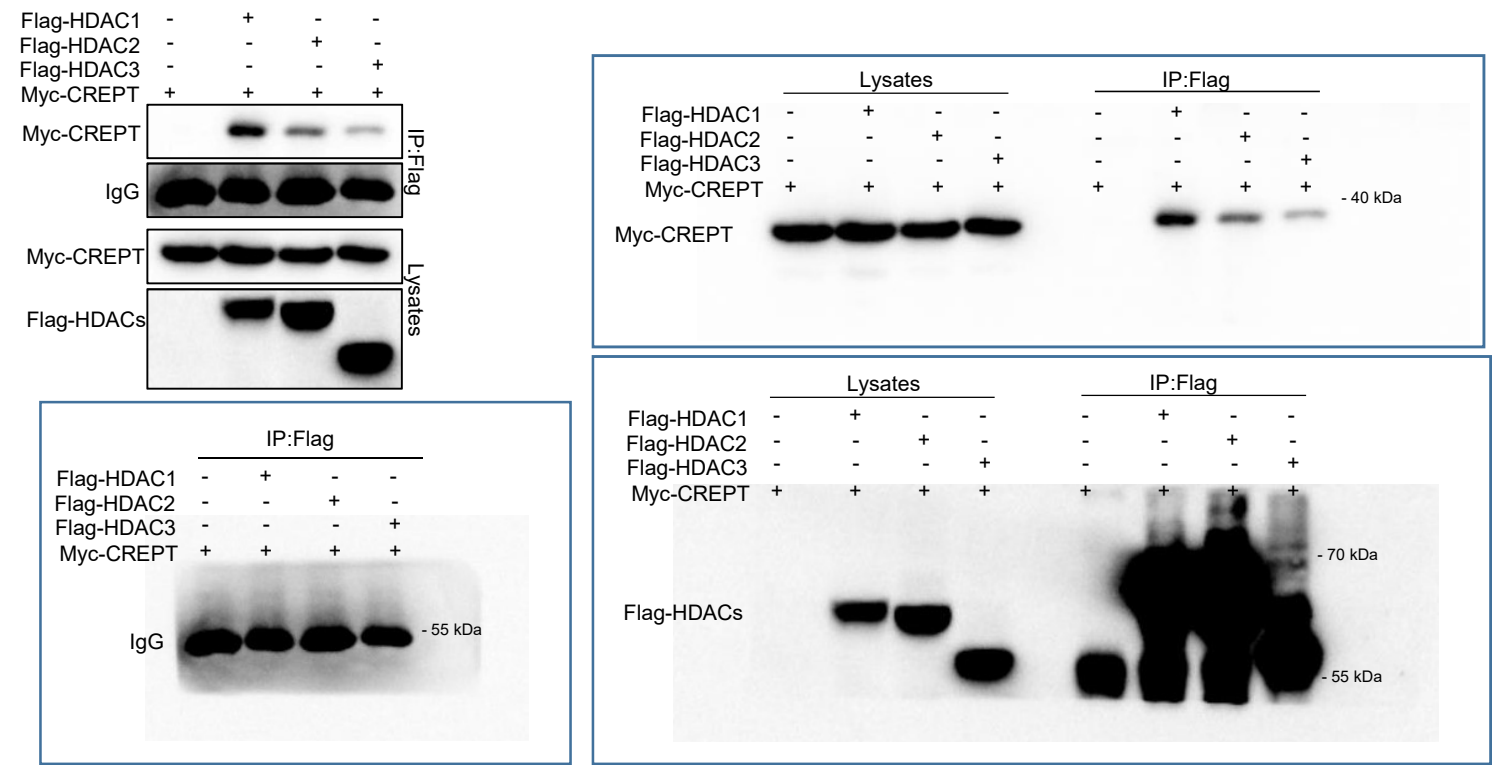 Flag-HDAC1 - + - -
Flag-HDAC2 - - + -
Flag-HDAC3 - - - +
Myc-CREPT + + + +
Myc-CREPT
IgG
IP:Flag
Myc-CREPT
Flag-HDACs
Lysates
Lysates IP:Flag
Flag-HDAC1 - + - - - + - -
Flag-HDAC2 - - + - - - + -
Flag-HDAC3 - - - + - - - +
Myc-CREPT + + + + + + + +
- 40 kDa
Myc-CREPT
IP:Flag
Flag-HDAC1 - + - -
Flag-HDAC2 - - + -
Flag-HDAC3 - - - +
Myc-CREPT + + + +
IgG - 55 kDa
Lysates IP:Flag
Flag-HDAC1 - + - - - + - -
Flag-HDAC2 - - + - - - + -
Flag-HDAC3 - - - + - - - +
Myc-CREPT + + + + + + + +
- 70 kDa
Flag-HDACs
- 55 kDa